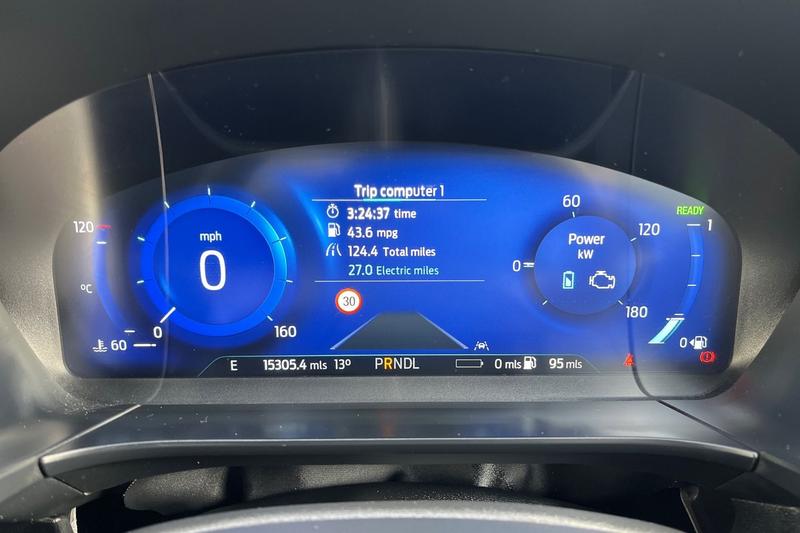 Trip computer 1
3:24:37 time
43.6 mpg
124.4 Total miles
27.0 Electric miles
30
120
°C
60
mph
0
0
160
60
0
120
180
Power
kW
READY
1
0
E 15305.4 mls 13° PRNDL 0 mls 95 mls